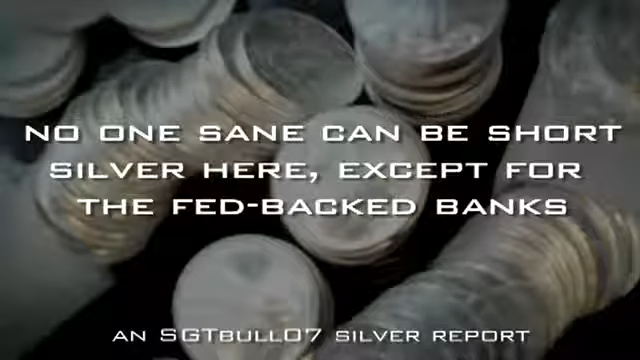 NO ONE SANE CAN BE SHORT
SILVER HERE, EXCEPT FOR
THE FED-BACKED BANKS
AN SGTBULL07 SILVER REPORT